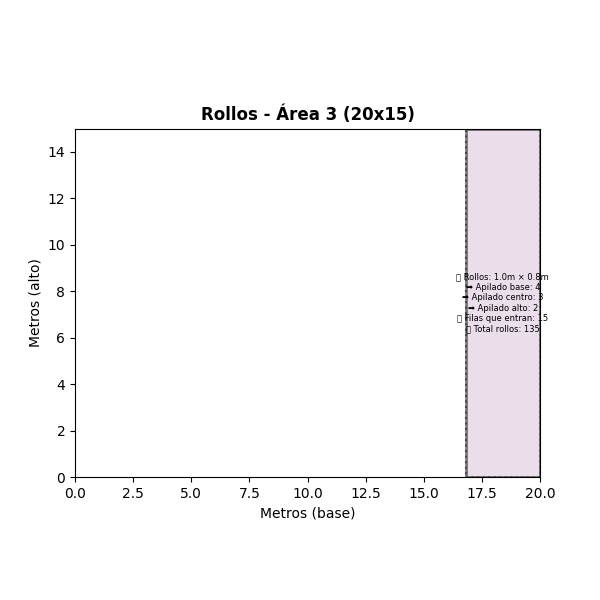 Rollos - Área 3 (20x15)
Metros (alto)
14
12
10
8
6
4
2
0
Rollos: 1.0m × 0.8m
➡ Apilado base: 4
➡ Apilado centro: 3
➡ Apilado alto: 2
Filas que entran: 15
Total rollos: 135
0.0 2.5 5.0 7.5 10.0 12.5 15.0 17.5 20.0
Metros (base)